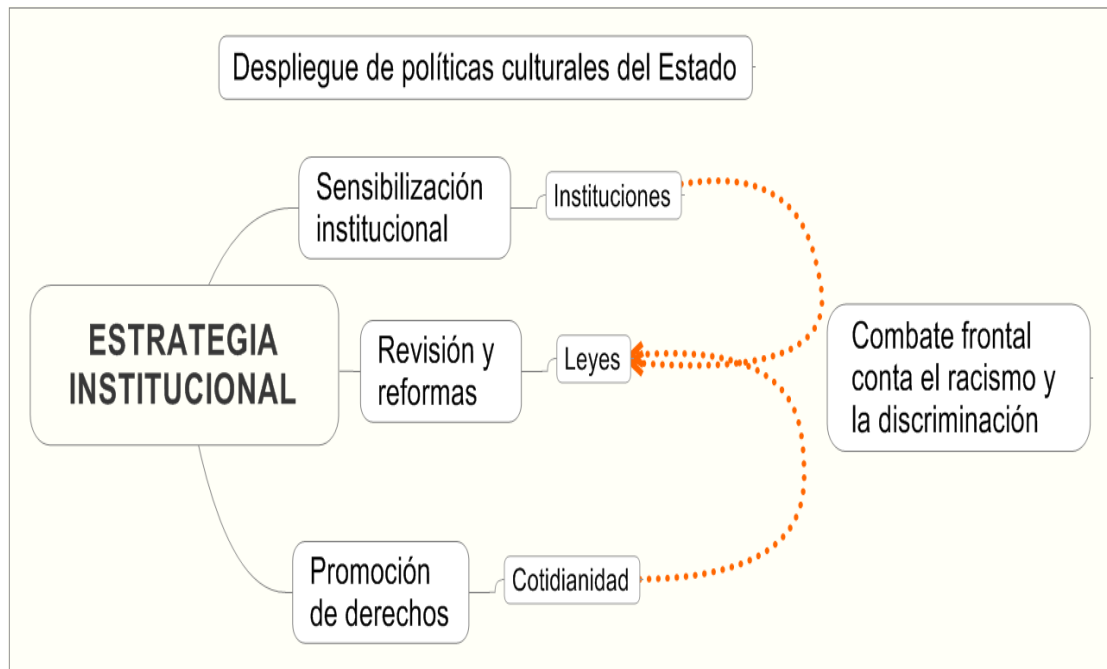 Despliegue de políticas culturales del Estado
Sensibilización
institucional
Instituciones
ESTRATEGIA
INSTITUCIONAL
Revisión y
reformas
Leyes
Combate frontal
conta el racismo y
la discriminación
Promoción
de derechos
Cotidianidad